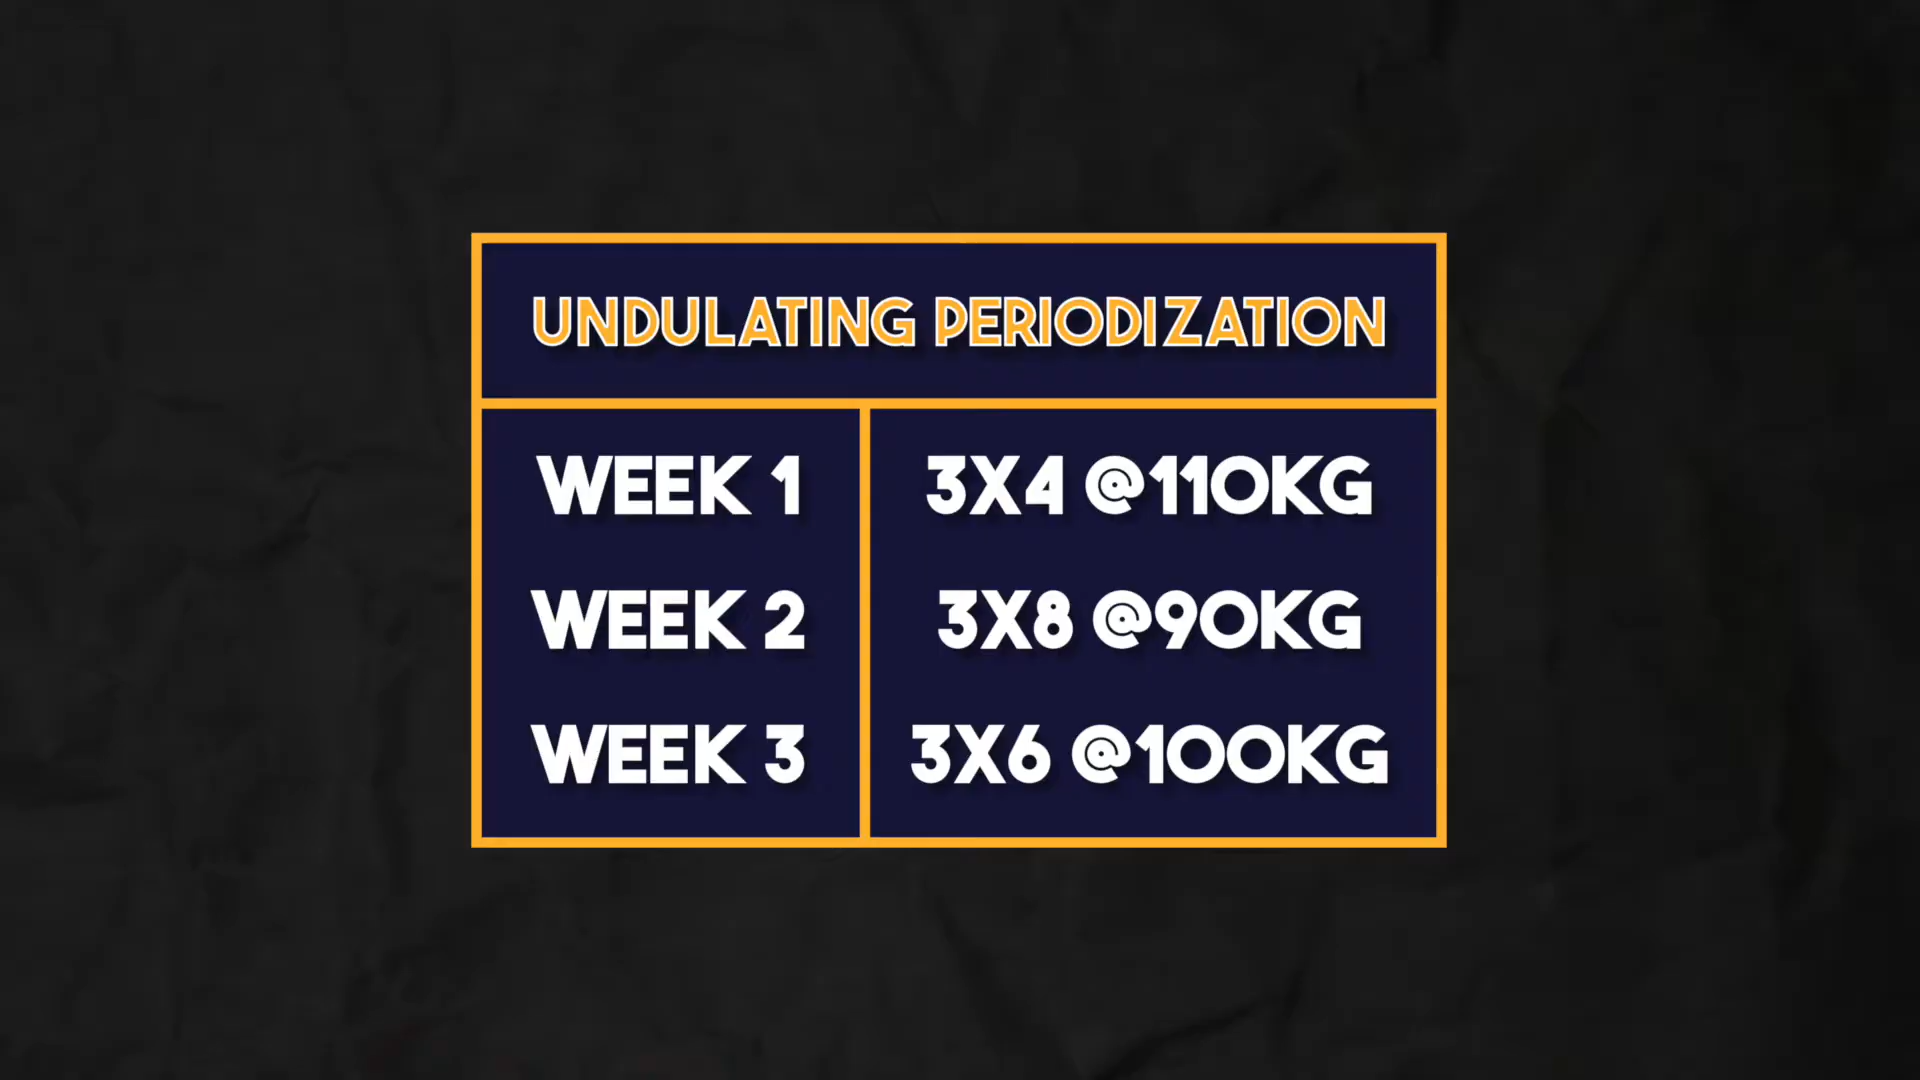 UNDULATING PERIODIZATION
WEEK 1 3X4 @110KG
WEEK 2 3X8 @90KG
WEEK 3 3X6 @100KG